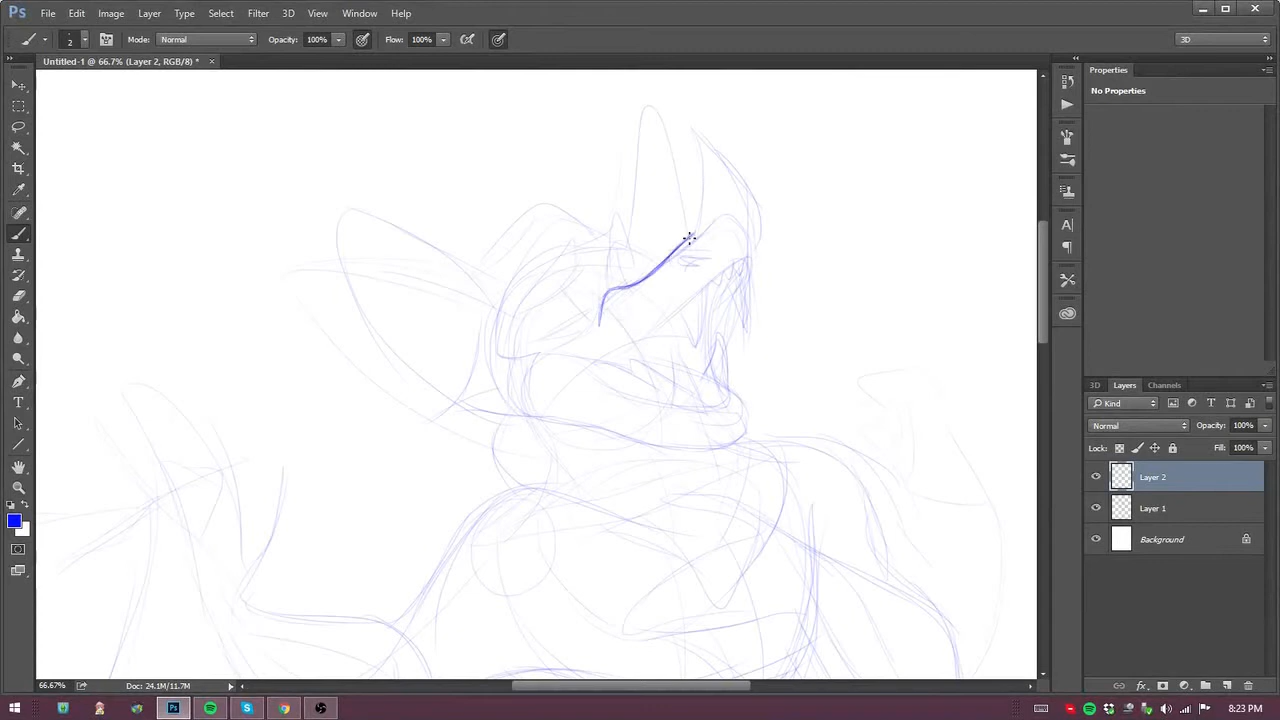 Ps File Edit Image Layer Type Select Filter 3D View Window Help
2 Mode: Normal Opacity: 100% Flow: 100% 3D
Untitled-1 @ 66.7% (Layer 2, RGB/8) * ×
Properties
No Properties
3D Layers Channels
Kind
Normal Opacity: 100%
Lock: Fill: 100%
Layer 2
Layer 1
Background
66.67% Doc: 24.1M/11.7M
8:23 PM